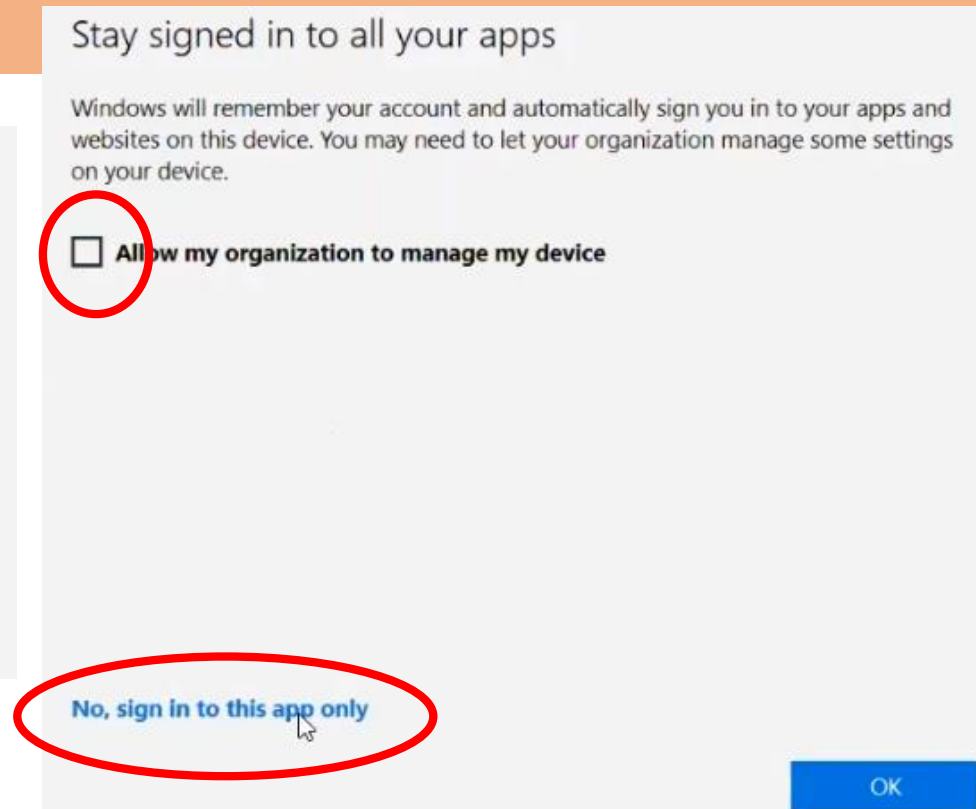 Stay signed in to all your apps
Windows will remember your account and automatically sign you in to your apps and
websites on this device. You may need to let your organization manage some settings
on your device.
Allow my organization to manage my device
No, sign in to this app only
OK